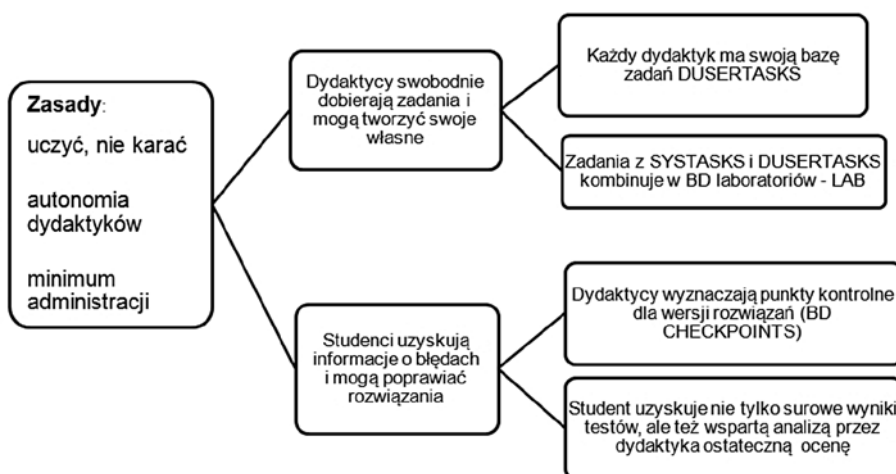 Zasady:
uczyć, nie karać
autonomia
dydaktyków
minimum
administracji
Dydaktycy swobodnie
dobierają zadania i
mogą tworzyć swoje
własne
Każdy dydaktyk ma swoją bazę
zadań DUSERTASKS
Zadania z SYSTASKS i DUSERTASKS
kombinuje w BD laboratoriów - LAB
Studenci uzyskują
informacje o błędach
i mogą poprawiać
rozwiązania
Dydaktycy wyznaczają punkty kontrolne
dla wersji rozwiązań (BD
CHECKPOINTS)
Student uzyskuje nie tylko surowe wyniki
testów, ale też wspartą analizą przez
dydaktyka ostateczną ocenę